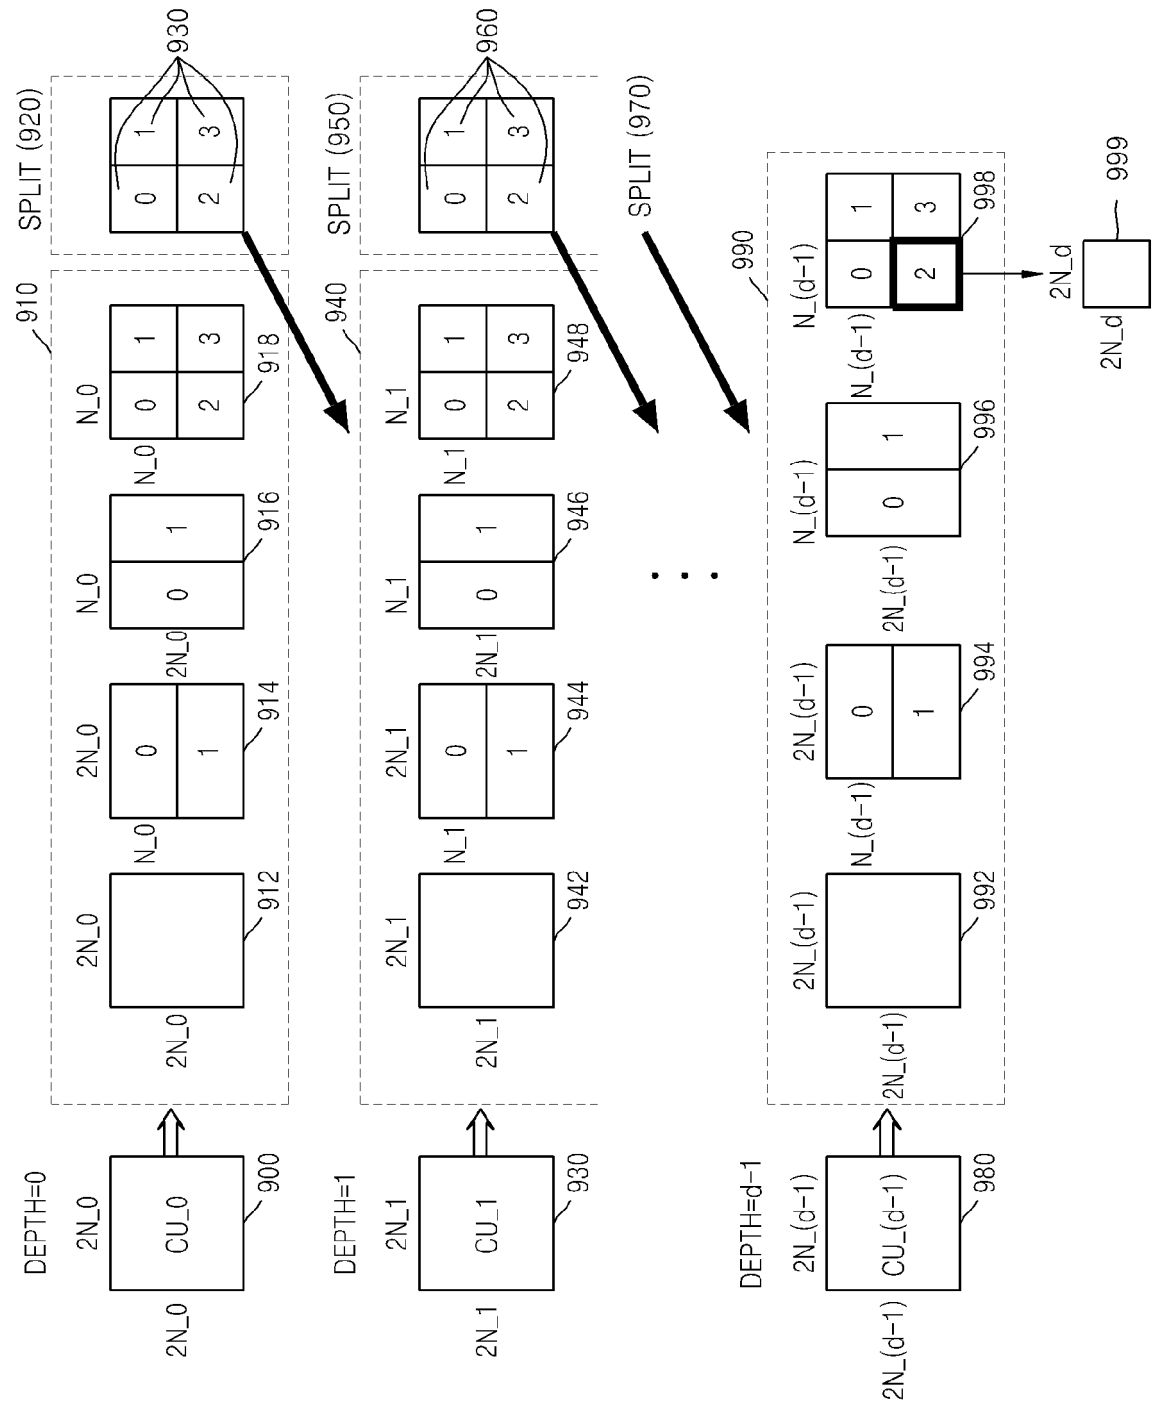 DEPTH=0
2N_0
2N_0
CU_0
900
910
2N_0
2N_0
912
2N_0
N_0
0
1
914
N_0
2N_0
0 1
916
N_0
N_0
0 1
2 3
918
SPLIT (920)
0 1
2 3
930
DEPTH=1
2N_1
2N_1
CU_1
930
940
2N_1
2N_1
942
2N_1
N_1
0
1
944
N_1
2N_1
0 1
946
N_1
N_1
0 1
2 3
948
SPLIT (950)
0 1
2 3
960
SPLIT (970)
DEPTH=d-1
2N_(d-1)
2N_(d-1)
CU_(d-1)
980
990
2N_(d-1)
2N_(d-1)
992
2N_(d-1)
N_(d-1)
0
1
994
N_(d-1)
2N_(d-1)
0 1
996
N_(d-1)
N_(d-1)
0 1
2 3
998
2N_d
2N_d
999